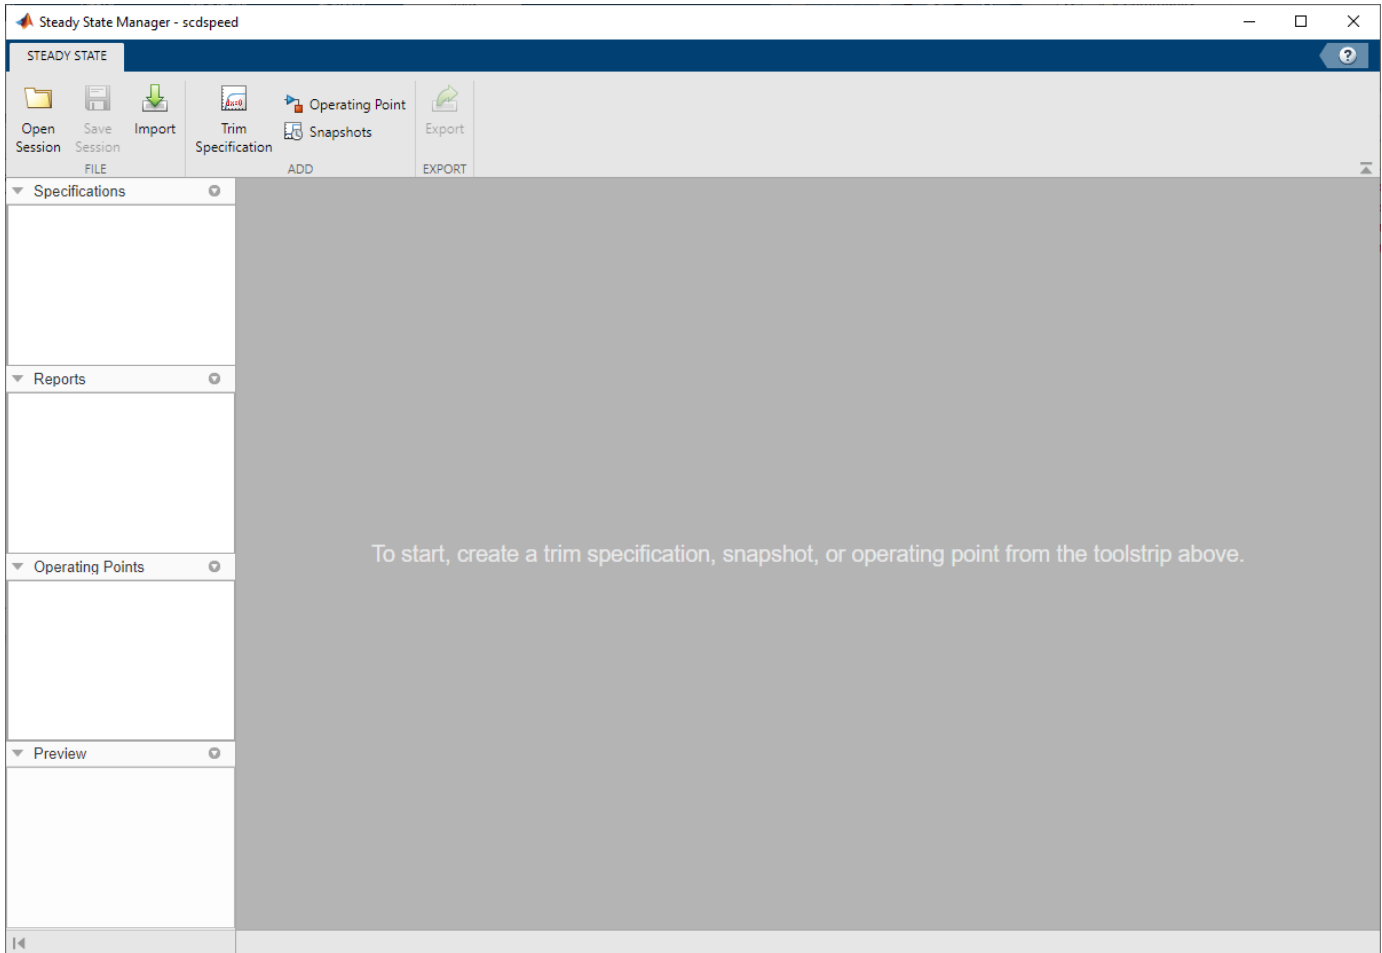 Steady State Manager - scdspeed
STEADY STATE
?
Open Session
Save Session
Import
dx=0
Trim Specification
Operating Point
Snapshots
Export
FILE
ADD
EXPORT
Specifications
Reports
To start, create a trim specification, snapshot, or operating point from the toolstrip above.
Operating Points
Preview